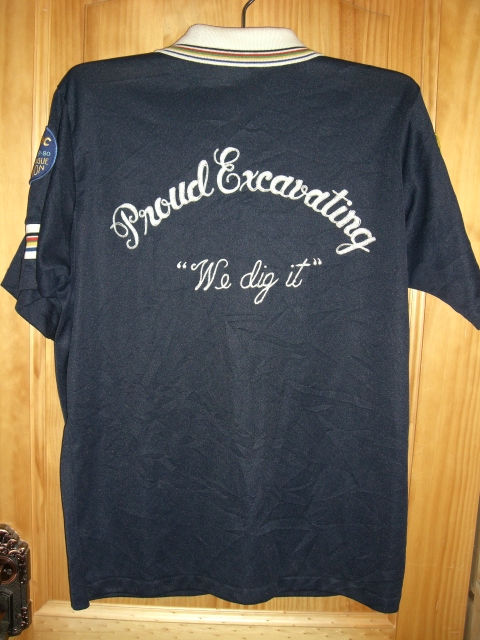 Proud Excavating
"We dig it"